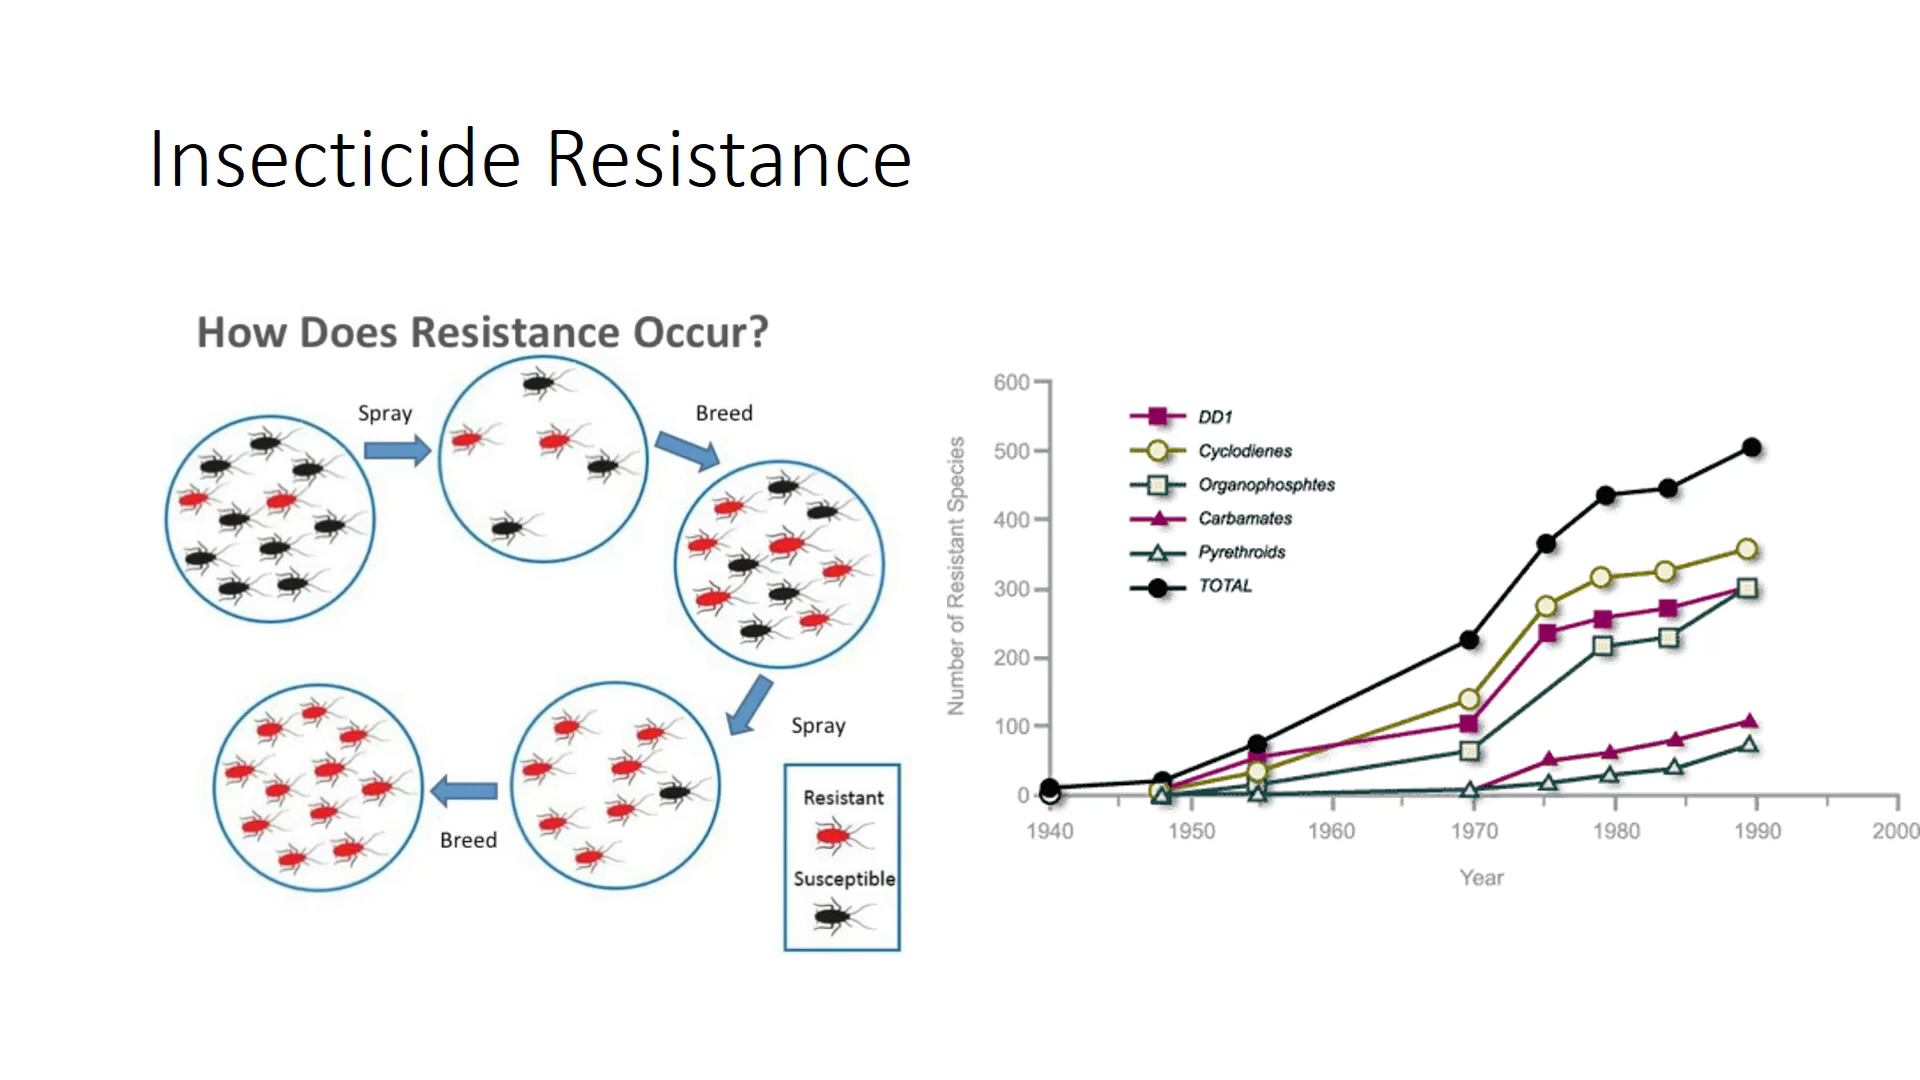 Insecticide Resistance
How Does Resistance Occur?
Spray
Breed
Spray
Breed
Resistant
Susceptible
Number of Resistant Species
600
500
400
300
200
100
0
DD1
Cyclodienes
Organophosphtes
Carbamates
Pyrethroids
TOTAL
1940 1950 1960 1970 1980 1990 2000
Year